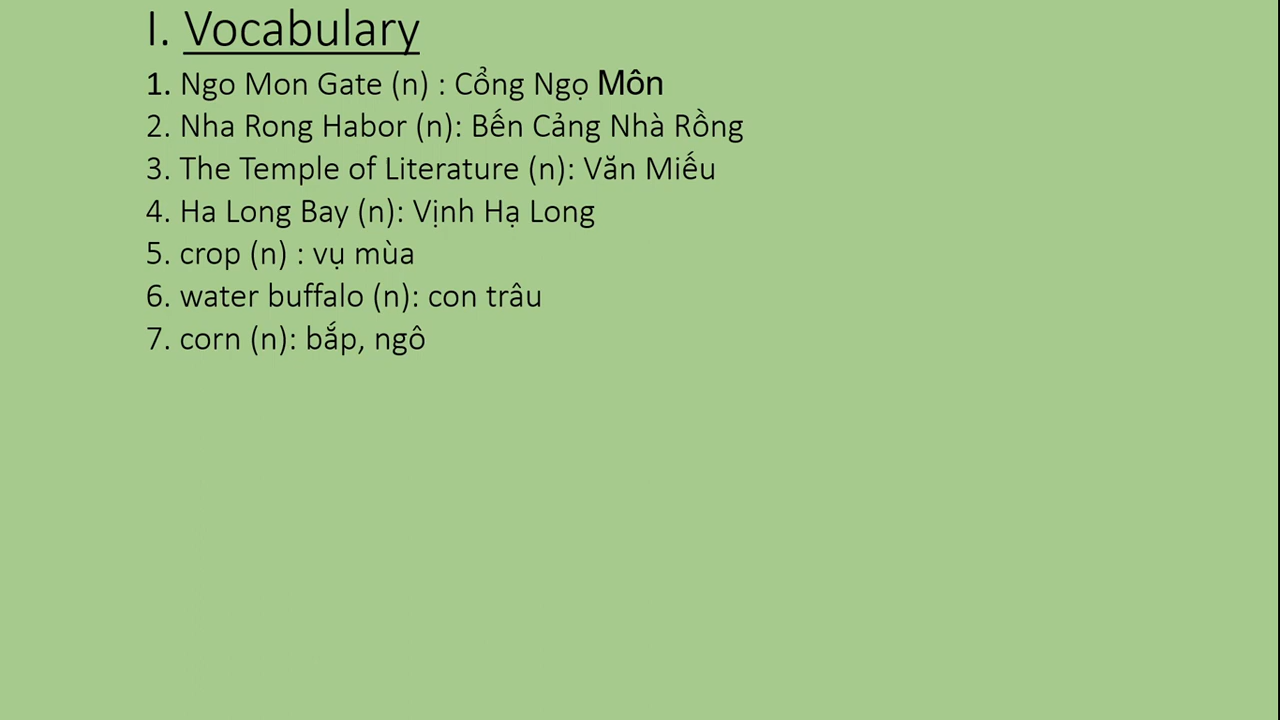 I. Vocabulary
1. Ngo Mon Gate (n) : Cổng Ngọ Môn
2. Nha Rong Habor (n): Bến Cảng Nhà Rồng
3. The Temple of Literature (n): Văn Miếu
4. Ha Long Bay (n): Vịnh Hạ Long
5. crop (n) : vụ mùa
6. water buffalo (n): con trâu
7. corn (n): bắp, ngô